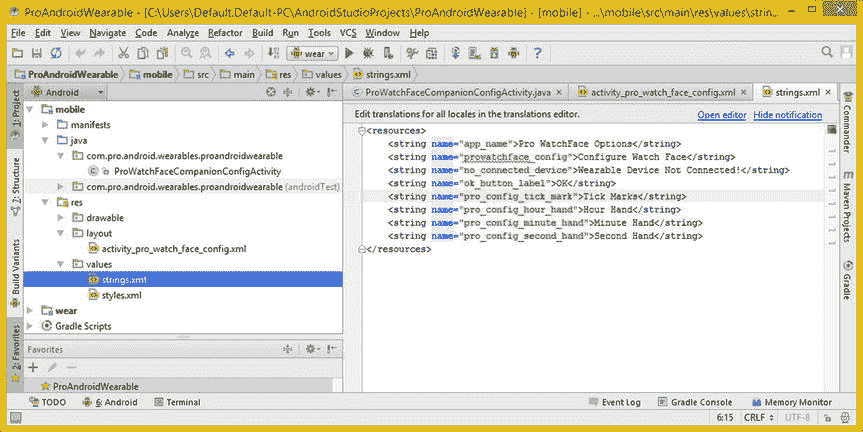 ProAndroidWearable - [C:\Users\Default.Default-PC\AndroidStudioProjects\ProAndroidWearable] - [mobile] - ...\mobile\src\main\res\values\strin...
File Edit View Navigate Code Analyze Refactor Build Run Tools VCS Window Help
wear
ProAndroidWearable mobile src main res values strings.xml
1: Project
7: Structure
Build Variants
2: Favorites
Android
ProWatchFaceCompanionConfigActivity.java
activity_pro_watch_face_config.xml
strings.xml
mobile
manifests
java
com.pro.android.wearables.proandroidwearable
ProWatchFaceCompanionConfigActivity
com.pro.android.wearables.proandroidwearable (androidTest)
res
drawable
layout
activity_pro_watch_face_config.xml
values
strings.xml
styles.xml
wear
Gradle Scripts
Favorites
ProAndroidWearable
Edit translations for all locales in the translations editor. Open editor Hide notification
<resources>
<string name="app_name">Pro WatchFace Options</string>
<string name="prowatchface_config">Configure Watch Face</string>
<string name="no_connected_device">Wearable Device Not Connected!</string>
<string name="ok_button_label">OK</string>
<string name="pro_config_tick_mark">Tick Marks</string>
<string name="pro_config_hour_hand">Hour Hand</string>
<string name="pro_config_minute_hand">Minute Hand</string>
<string name="pro_config_second_hand">Second Hand</string>
</resources>
Commander
Maven Projects
Gradle
TODO 6: Android Terminal Event Log Gradle Console Memory Monitor
6:15 CRLF UTF-8